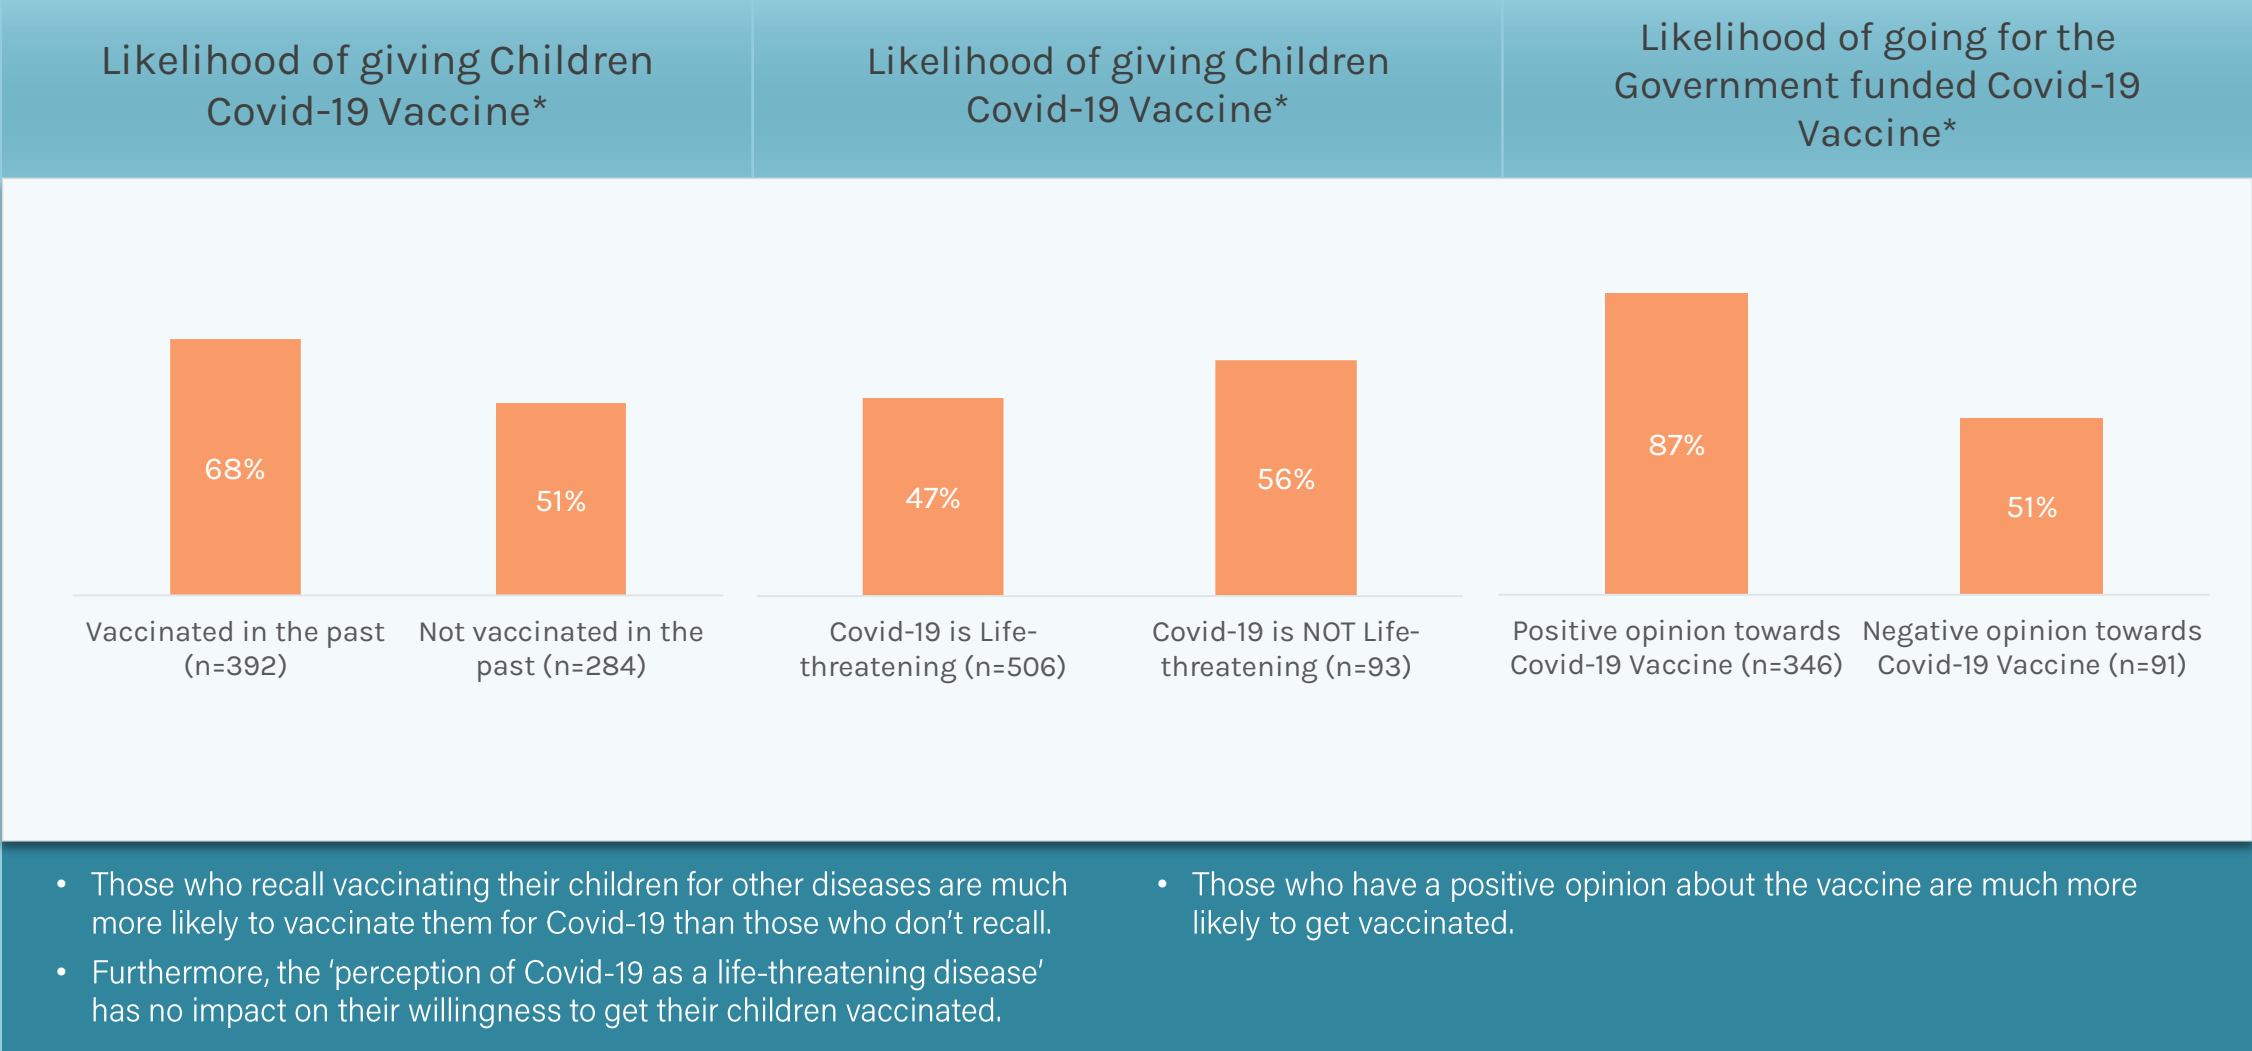 Likelihood of giving Children
Covid-19 Vaccine*
Likelihood of giving Children
Covid-19 Vaccine*
Likelihood of going for the
Government funded Covid-19
Vaccine*
68%
51%
Vaccinated in the past
(n=392)
Not vaccinated in the
past (n=284)
47%
56%
Covid-19 is Life-
threatening (n=506)
Covid-19 is NOT Life-
threatening (n=93)
87%
51%
Positive opinion towards
Covid-19 Vaccine (n=346)
Negative opinion towards
Covid-19 Vaccine (n=91)
• Those who recall vaccinating their children for other diseases are much
more likely to vaccinate them for Covid-19 than those who don't recall.
• Furthermore, the 'perception of Covid-19 as a life-threatening disease'
has no impact on their willingness to get their children vaccinated.
• Those who have a positive opinion about the vaccine are much more
likely to get vaccinated.